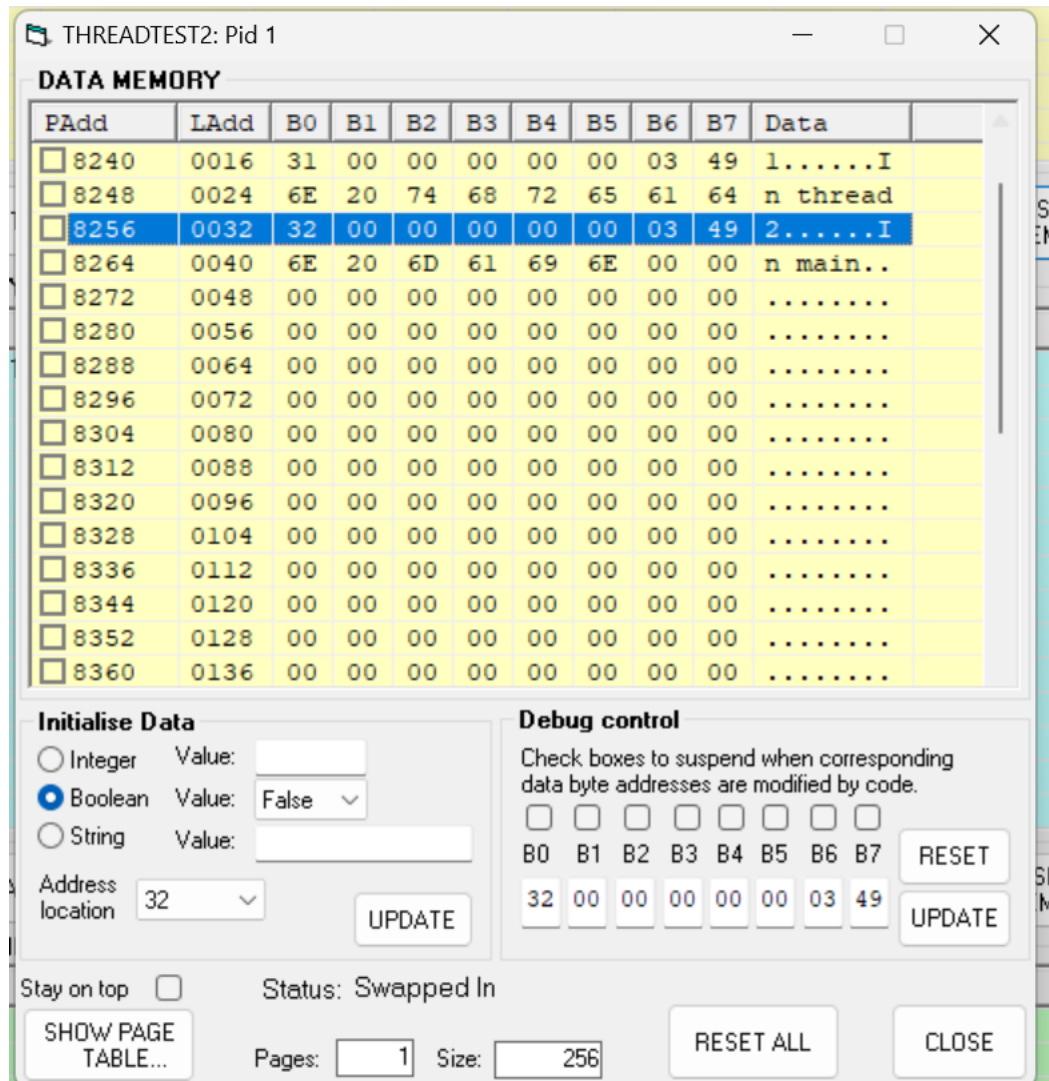 THREADTEST2: Pid 1
DATA MEMORY
PAdd LAdd B0 B1 B2 B3 B4 B5 B6 B7 Data
8240 0016 31 00 00 00 00 00 03 49 1......I
8248 0024 6E 20 74 68 72 65 61 64 n thread
8256 0032 32 00 00 00 00 00 03 49 2......I
8264 0040 6E 20 6D 61 69 6E 00 00 n main..
8272 0048 00 00 00 00 00 00 00 00 ........
8280 0056 00 00 00 00 00 00 00 00 ........
8288 0064 00 00 00 00 00 00 00 00 ........
8296 0072 00 00 00 00 00 00 00 00 ........
8304 0080 00 00 00 00 00 00 00 00 ........
8312 0088 00 00 00 00 00 00 00 00 ........
8320 0096 00 00 00 00 00 00 00 00 ........
8328 0104 00 00 00 00 00 00 00 00 ........
8336 0112 00 00 00 00 00 00 00 00 ........
8344 0120 00 00 00 00 00 00 00 00 ........
8352 0128 00 00 00 00 00 00 00 00 ........
8360 0136 00 00 00 00 00 00 00 00 ........
Initialise Data
Integer Value:
Boolean Value: False
String Value:
Address
location 32
UPDATE
Debug control
Check boxes to suspend when corresponding
data byte addresses are modified by code.
B0 B1 B2 B3 B4 B5 B6 B7 RESET
32 00 00 00 00 00 03 49 UPDATE
Stay on top Status: Swapped In
SHOW PAGE
TABLE...
Pages: 1 Size: 256
RESET ALL
CLOSE